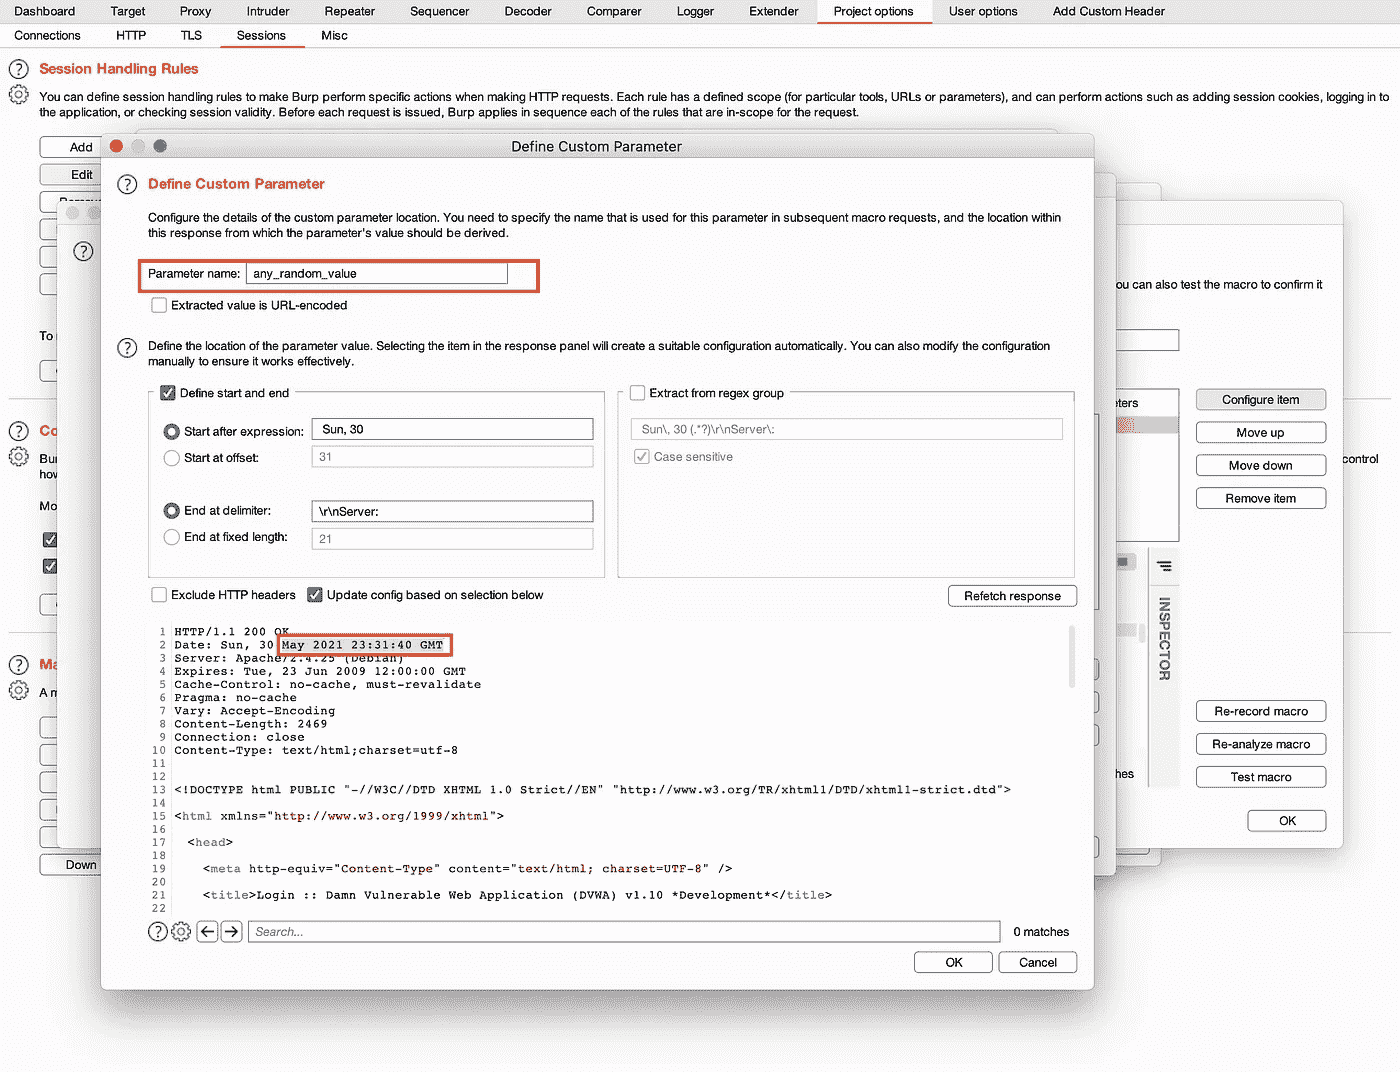 Dashboard Target Proxy Intruder Repeater Sequencer Decoder Comparer Logger Extender Project options User options Add Custom Header
Connections HTTP TLS Sessions Misc
Session Handling Rules
You can define session handling rules to make Burp perform specific actions when making HTTP requests. Each rule has a defined scope (for particular tools, URLs or parameters), and can perform actions such as adding session cookies, logging in to
the application, or checking session validity. Before each request is issued, Burp applies in sequence each of the rules that are in-scope for the request.
Add
Edit
Define Custom Parameter
Define Custom Parameter
Configure the details of the custom parameter location. You need to specify the name that is used for this parameter in subsequent macro requests, and the location within
this response from which the parameter's value should be derived.
Parameter name: any_random_value
Extracted value is URL-encoded
ou can also test the macro to confirm it
To
Define the location of the parameter value. Selecting the item in the response panel will create a suitable configuration automatically. You can also modify the configuration
manually to ensure it works effectively.
Define start and end Extract from regex group
Start after expression: Sun, 30 Sun\, 30 (.*?)\r\nServer\:
Start at offset: 31 Case sensitive
End at delimiter: \r\nServer:
End at fixed length: 21
Exclude HTTP headers Update config based on selection below Refetch response
eters
Configure item
Move up
Move down
Remove item
control
Co
Bur
how
Mo
1 HTTP/1.1 200 OK
2 Date: Sun, 30 May 2021 23:31:40 GMT
3 Server: Apache/2.4.25 (Debian)
4 Expires: Tue, 23 Jun 2009 12:00:00 GMT
5 Cache-Control: no-cache, must-revalidate
6 Pragma: no-cache
7 Vary: Accept-Encoding
8 Content-Length: 2469
9 Connection: close
10 Content-Type: text/html;charset=utf-8
11
12
13 <!DOCTYPE html PUBLIC "-//W3C//DTD XHTML 1.0 Strict//EN" "http://www.w3.org/TR/xhtml1/DTD/xhtml1-strict.dtd">
14
15 <html xmlns="http://www.w3.org/1999/xhtml">
16
17 <head>
18
19 <meta http-equiv="Content-Type" content="text/html; charset=UTF-8" />
20
21 <title>Login :: Damn Vulnerable Web Application (DVWA) v1.10 *Development*</title>
22
INSPECTOR
Ma
A m
Re-record macro
Re-analyze macro
hes
Test macro
OK
Down
Search... 0 matches
OK Cancel